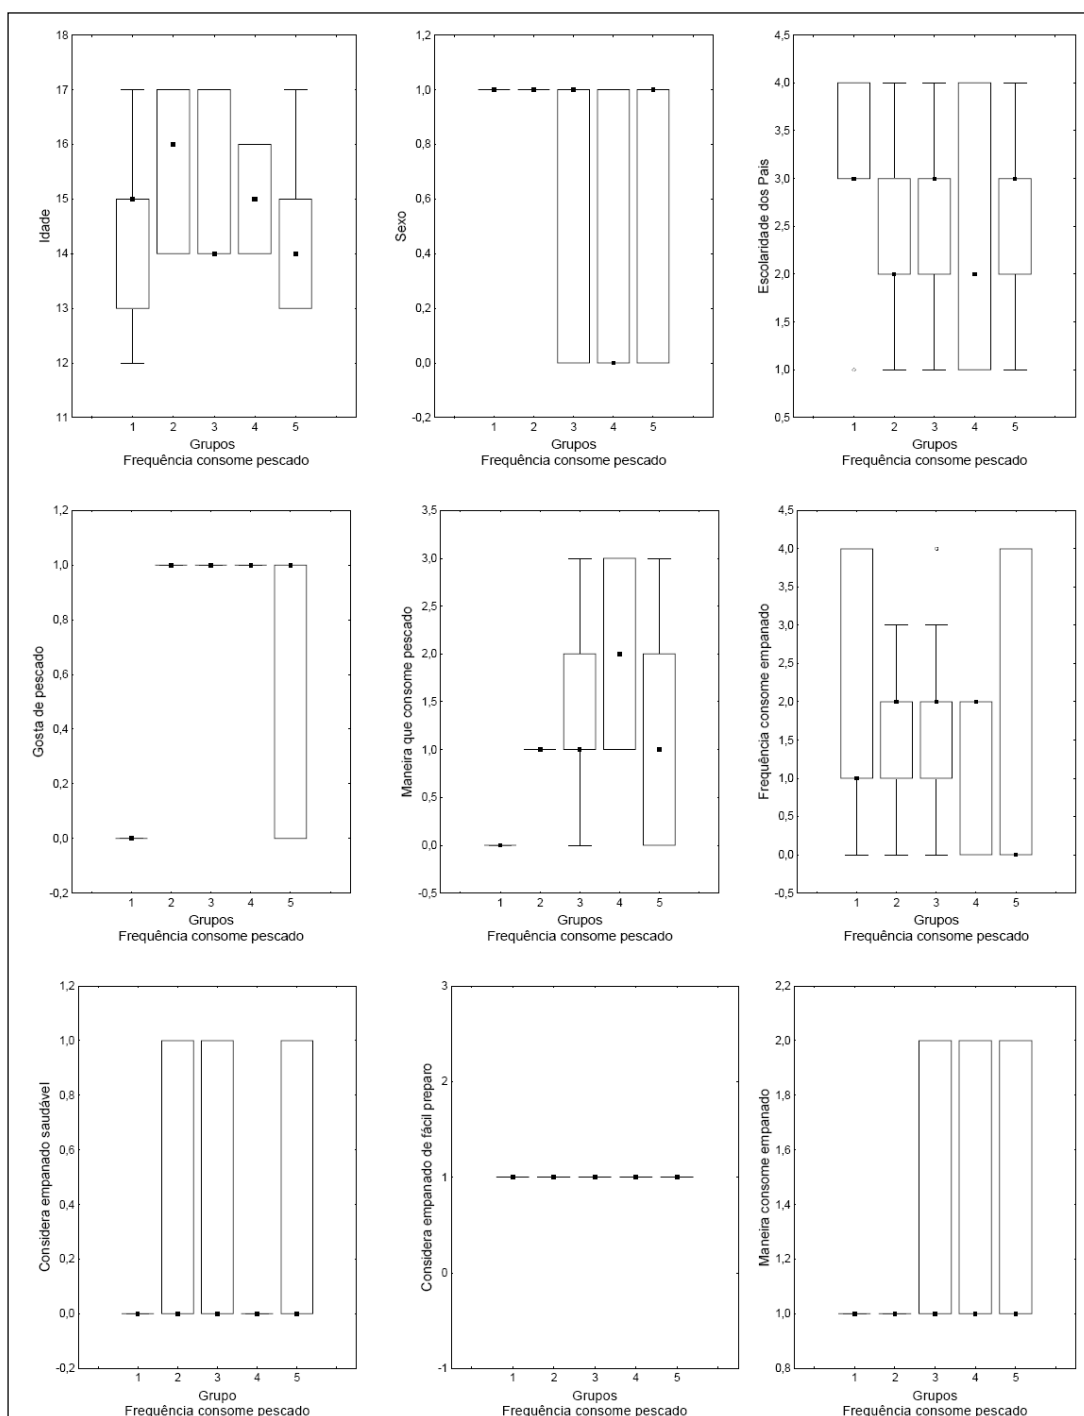 Idade
18
17
16
15
14
13
12
11
1 2 3 4 5
Grupos
Frequência consome pescado
Sexo
1,2
1,0
0,8
0,6
0,4
0,2
0,0
-0,2
1 2 3 4 5
Grupos
Frequência consome pescado
Escolaridade dos Pais
4,5
4,0
3,5
3,0
2,5
2,0
1,5
1,0
0,5
1 2 3 4 5
Grupos
Frequência consome pescado
Gosta de pescado
1,2
1,0
0,8
0,6
0,4
0,2
0,0
-0,2
1 2 3 4 5
Grupos
Frequência consome pescado
Maneira que consome pescado
3,5
3,0
2,5
2,0
1,5
1,0
0,5
0,0
-0,5
1 2 3 4 5
Grupos
Frequência consome pescado
Frequência consome empanado
4,5
4,0
3,5
3,0
2,5
2,0
1,5
1,0
0,5
0,0
-0,5
1 2 3 4 5
Grupos
Frequência consome pescado
Considera empanado saudável
1,2
1,0
0,8
0,6
0,4
0,2
0,0
-0,2
1 2 3 4 5
Grupo
Frequência consome pescado
Considera empanado de fácil preparo
3
2
1
0
-1
1 2 3 4 5
Grupos
Frequência consome pescado
Maneira consome empanado
2,2
2,0
1,8
1,6
1,4
1,2
1,0
0,8
1 2 3 4 5
Grupos
Frequência consome pescado